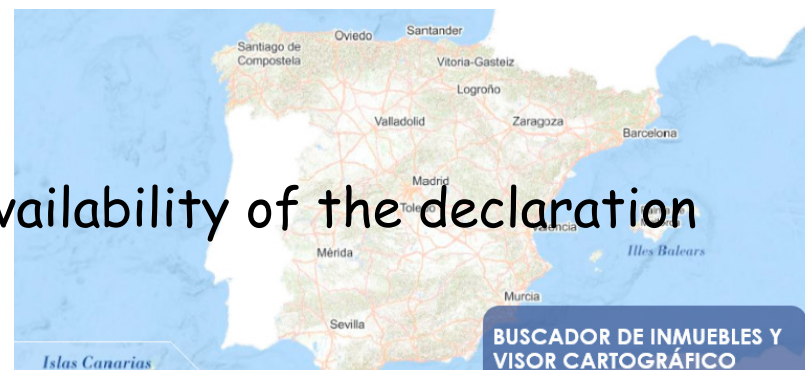 Oviedo
Santander
Santiago de
Compostela
Vitoria-Gasteiz
Logroño
Valladolid
Zaragoza
Barcelona
Madrid
vailability of the declaration
Illes Balears
Mérida
Murcia
Sevilla
BUSCADOR DE INMUEBLES Y
VISOR CARTOGRÁFICO
Islas Canarias